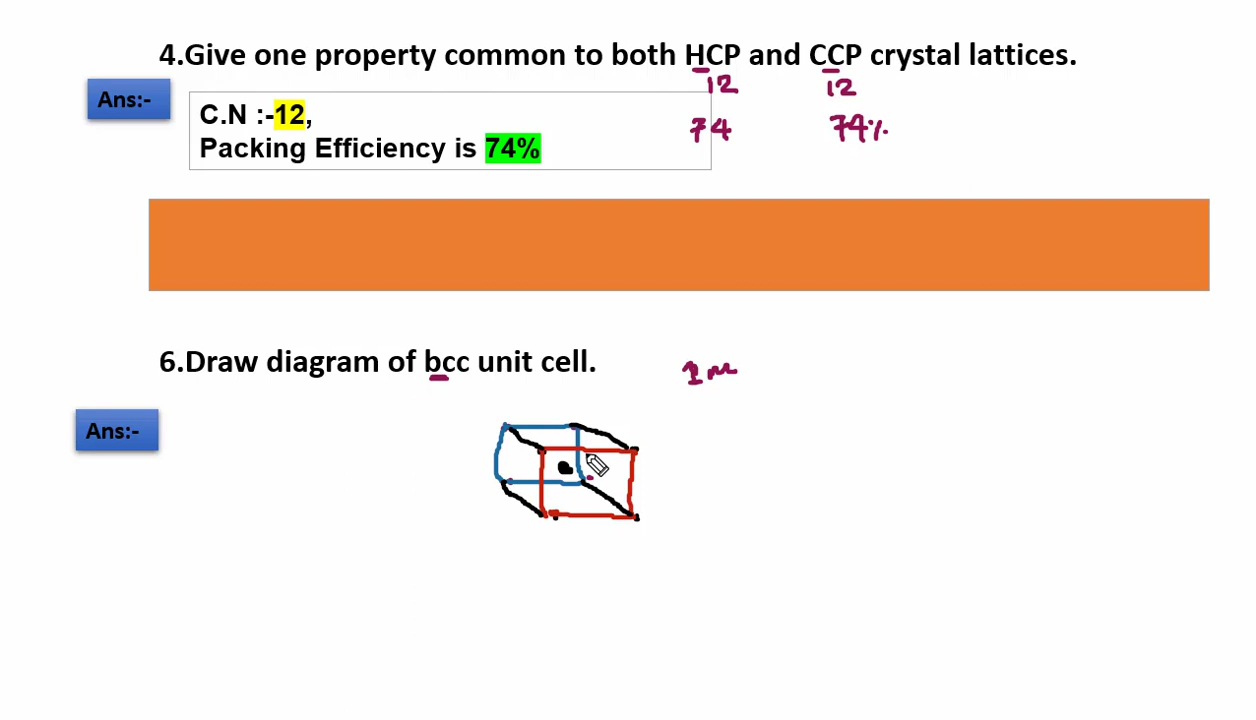 4.Give one property common to both HCP and CCP crystal lattices.
12 12
Ans:-
C.N :-12,
74 74%
Packing Efficiency is 74%
6.Draw diagram of bcc unit cell.
1 m
Ans:-